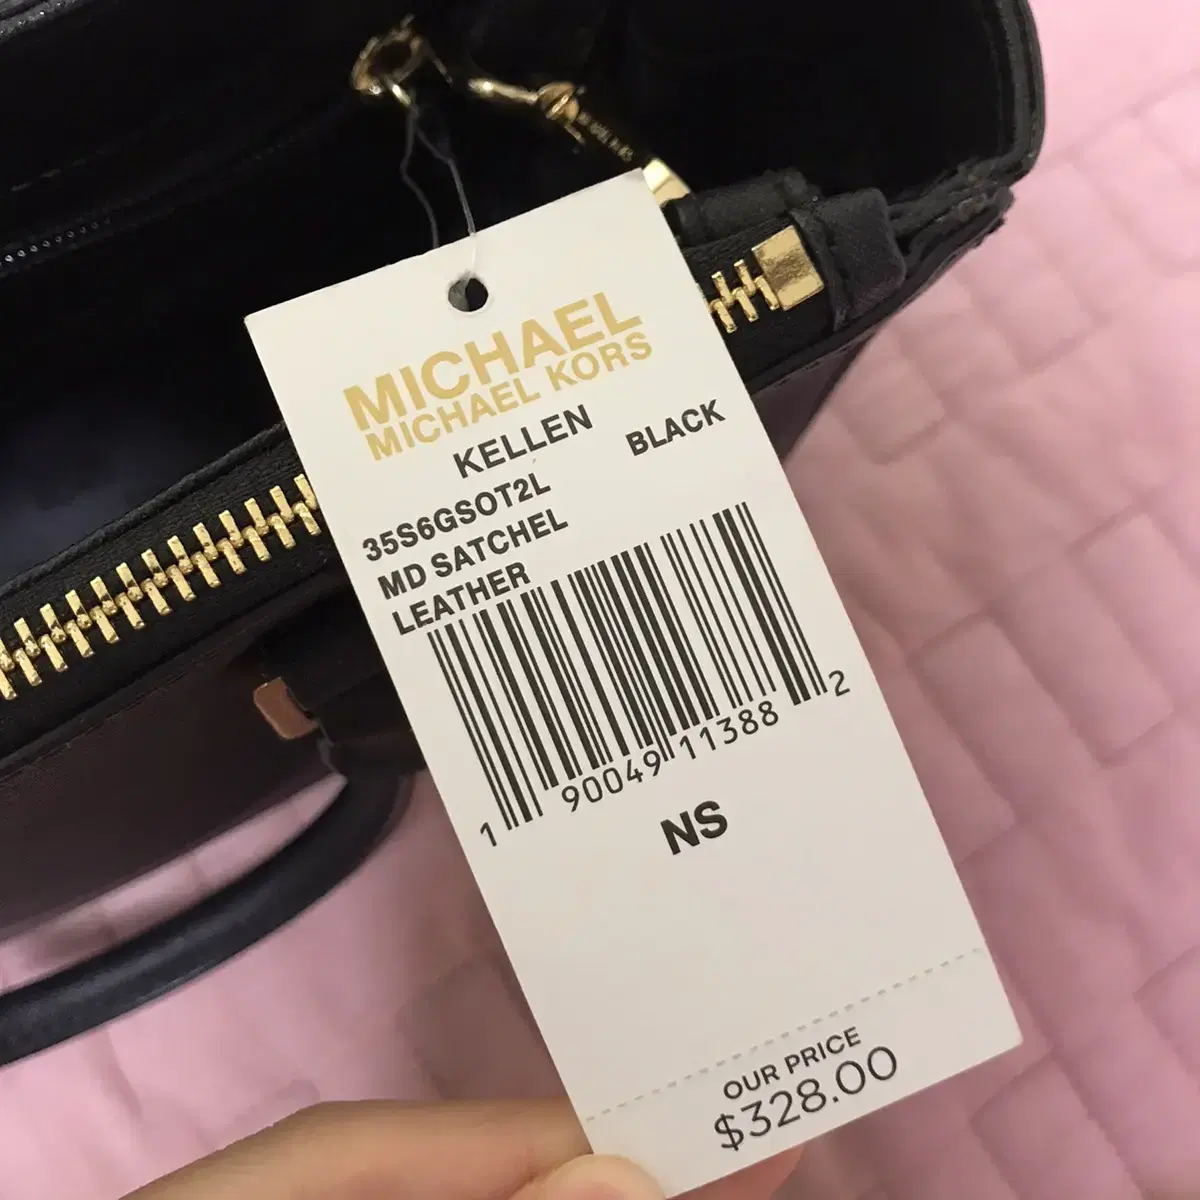 MICHAEL
MICHAEL KORS
KELLEN
35S6GSOT2L BLACK
MD SATCHEL
LEATHER
1 90049 11388 2
NS
OUR PRICE
$328.00